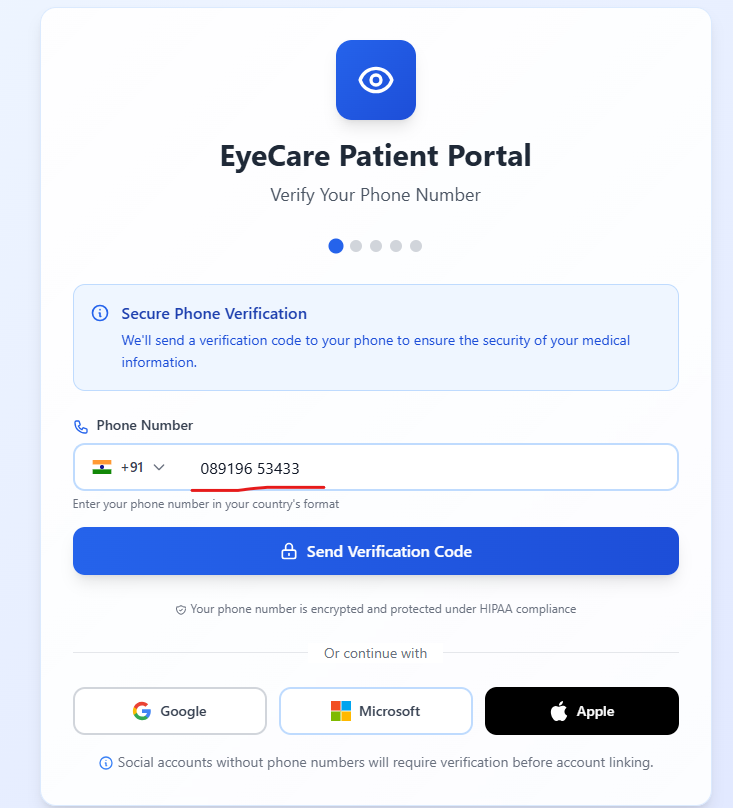 EyeCare Patient Portal
Verify Your Phone Number
Secure Phone Verification
We'll send a verification code to your phone to ensure the security of your medical
information.
Phone Number
+91 089196 53433
Enter your phone number in your country's format
Send Verification Code
Your phone number is encrypted and protected under HIPAA compliance
Or continue with
Google Microsoft Apple
Social accounts without phone numbers will require verification before account linking.